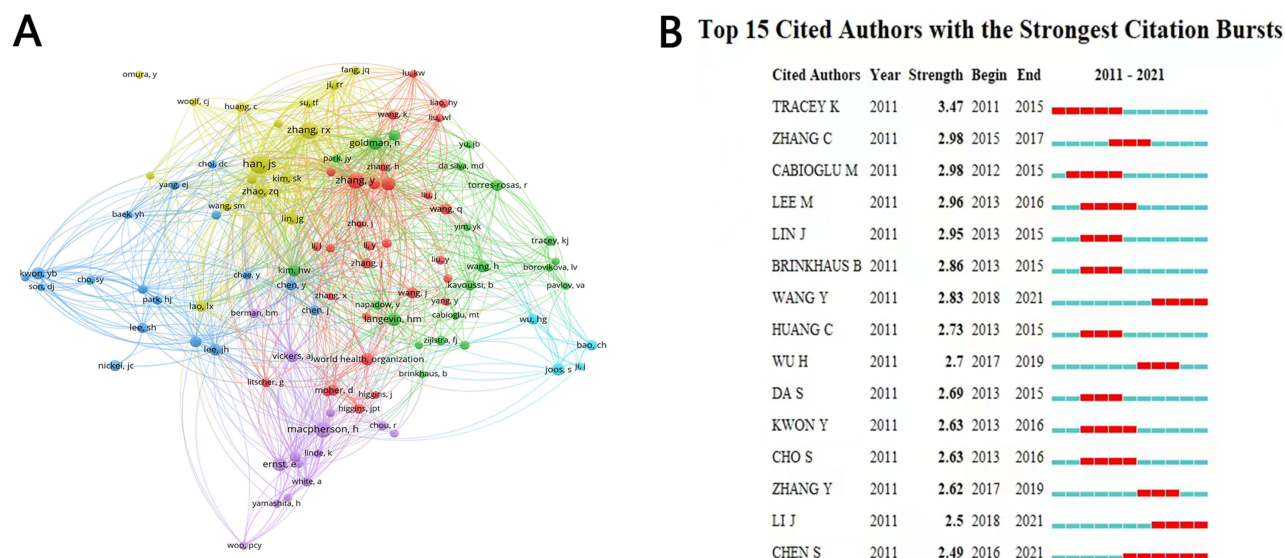 A
omura, y
fang, jq
lu, kw
ji, rr
woolf, cj
huang, c
su, tf
liao, hy
wang, k
liu, wl
zhang, rx
goldman, n
yu, jb
choi, dc
han, js
park, jy
zhang, h
da silva, md
yang, ej
kim, sk
zhang, y
torres-rosas, r
zhao, zq
liu, j
baek, yh
wang, sm
lin, jg
wang, q
zhou, j
yim, yk
li, l
li, y
tracey, kj
kwon, yb
son, dj
cho, sy
chae, y
kim, hw
zhang, j
liu, y
wang, h
borovikova, lv
chen, y
kavoussi, b
pavlov, va
park, hj
lao, lx
zhang, x
wang, j
berman, bm
chen, j
napadow, v
yang, y
langevin, hm
cabioglu, mt
wu, hg
lee, sh
lee, jh
zijlstra, fj
bao, ch
nickel, jc
vickers, aj
world health, organization
joos, s
ji, j
litscher, g
brinkhaus, b
moher, d
higgins, j
higgins, jpt
macpherson, h
chou, r
linde, k
ernst, e
white, a
yamashita, h
woo, pcy
B
Top 15 Cited Authors with the Strongest Citation Bursts
Cited Authors Year Strength Begin End 2011 - 2021
TRACEY K 2011 3.47 2011 2015
ZHANG C 2011 2.98 2015 2017
CABIOGLU M 2011 2.98 2012 2015
LEE M 2011 2.96 2013 2016
LIN J 2011 2.95 2013 2015
BRINKHAUS B 2011 2.86 2013 2015
WANG Y 2011 2.83 2018 2021
HUANG C 2011 2.73 2013 2015
WU H 2011 2.7 2017 2019
DA S 2011 2.69 2013 2015
KWON Y 2011 2.63 2013 2016
CHO S 2011 2.63 2013 2016
ZHANG Y 2011 2.62 2017 2019
LI J 2011 2.5 2018 2021
CHEN S 2011 2.49 2016 2021